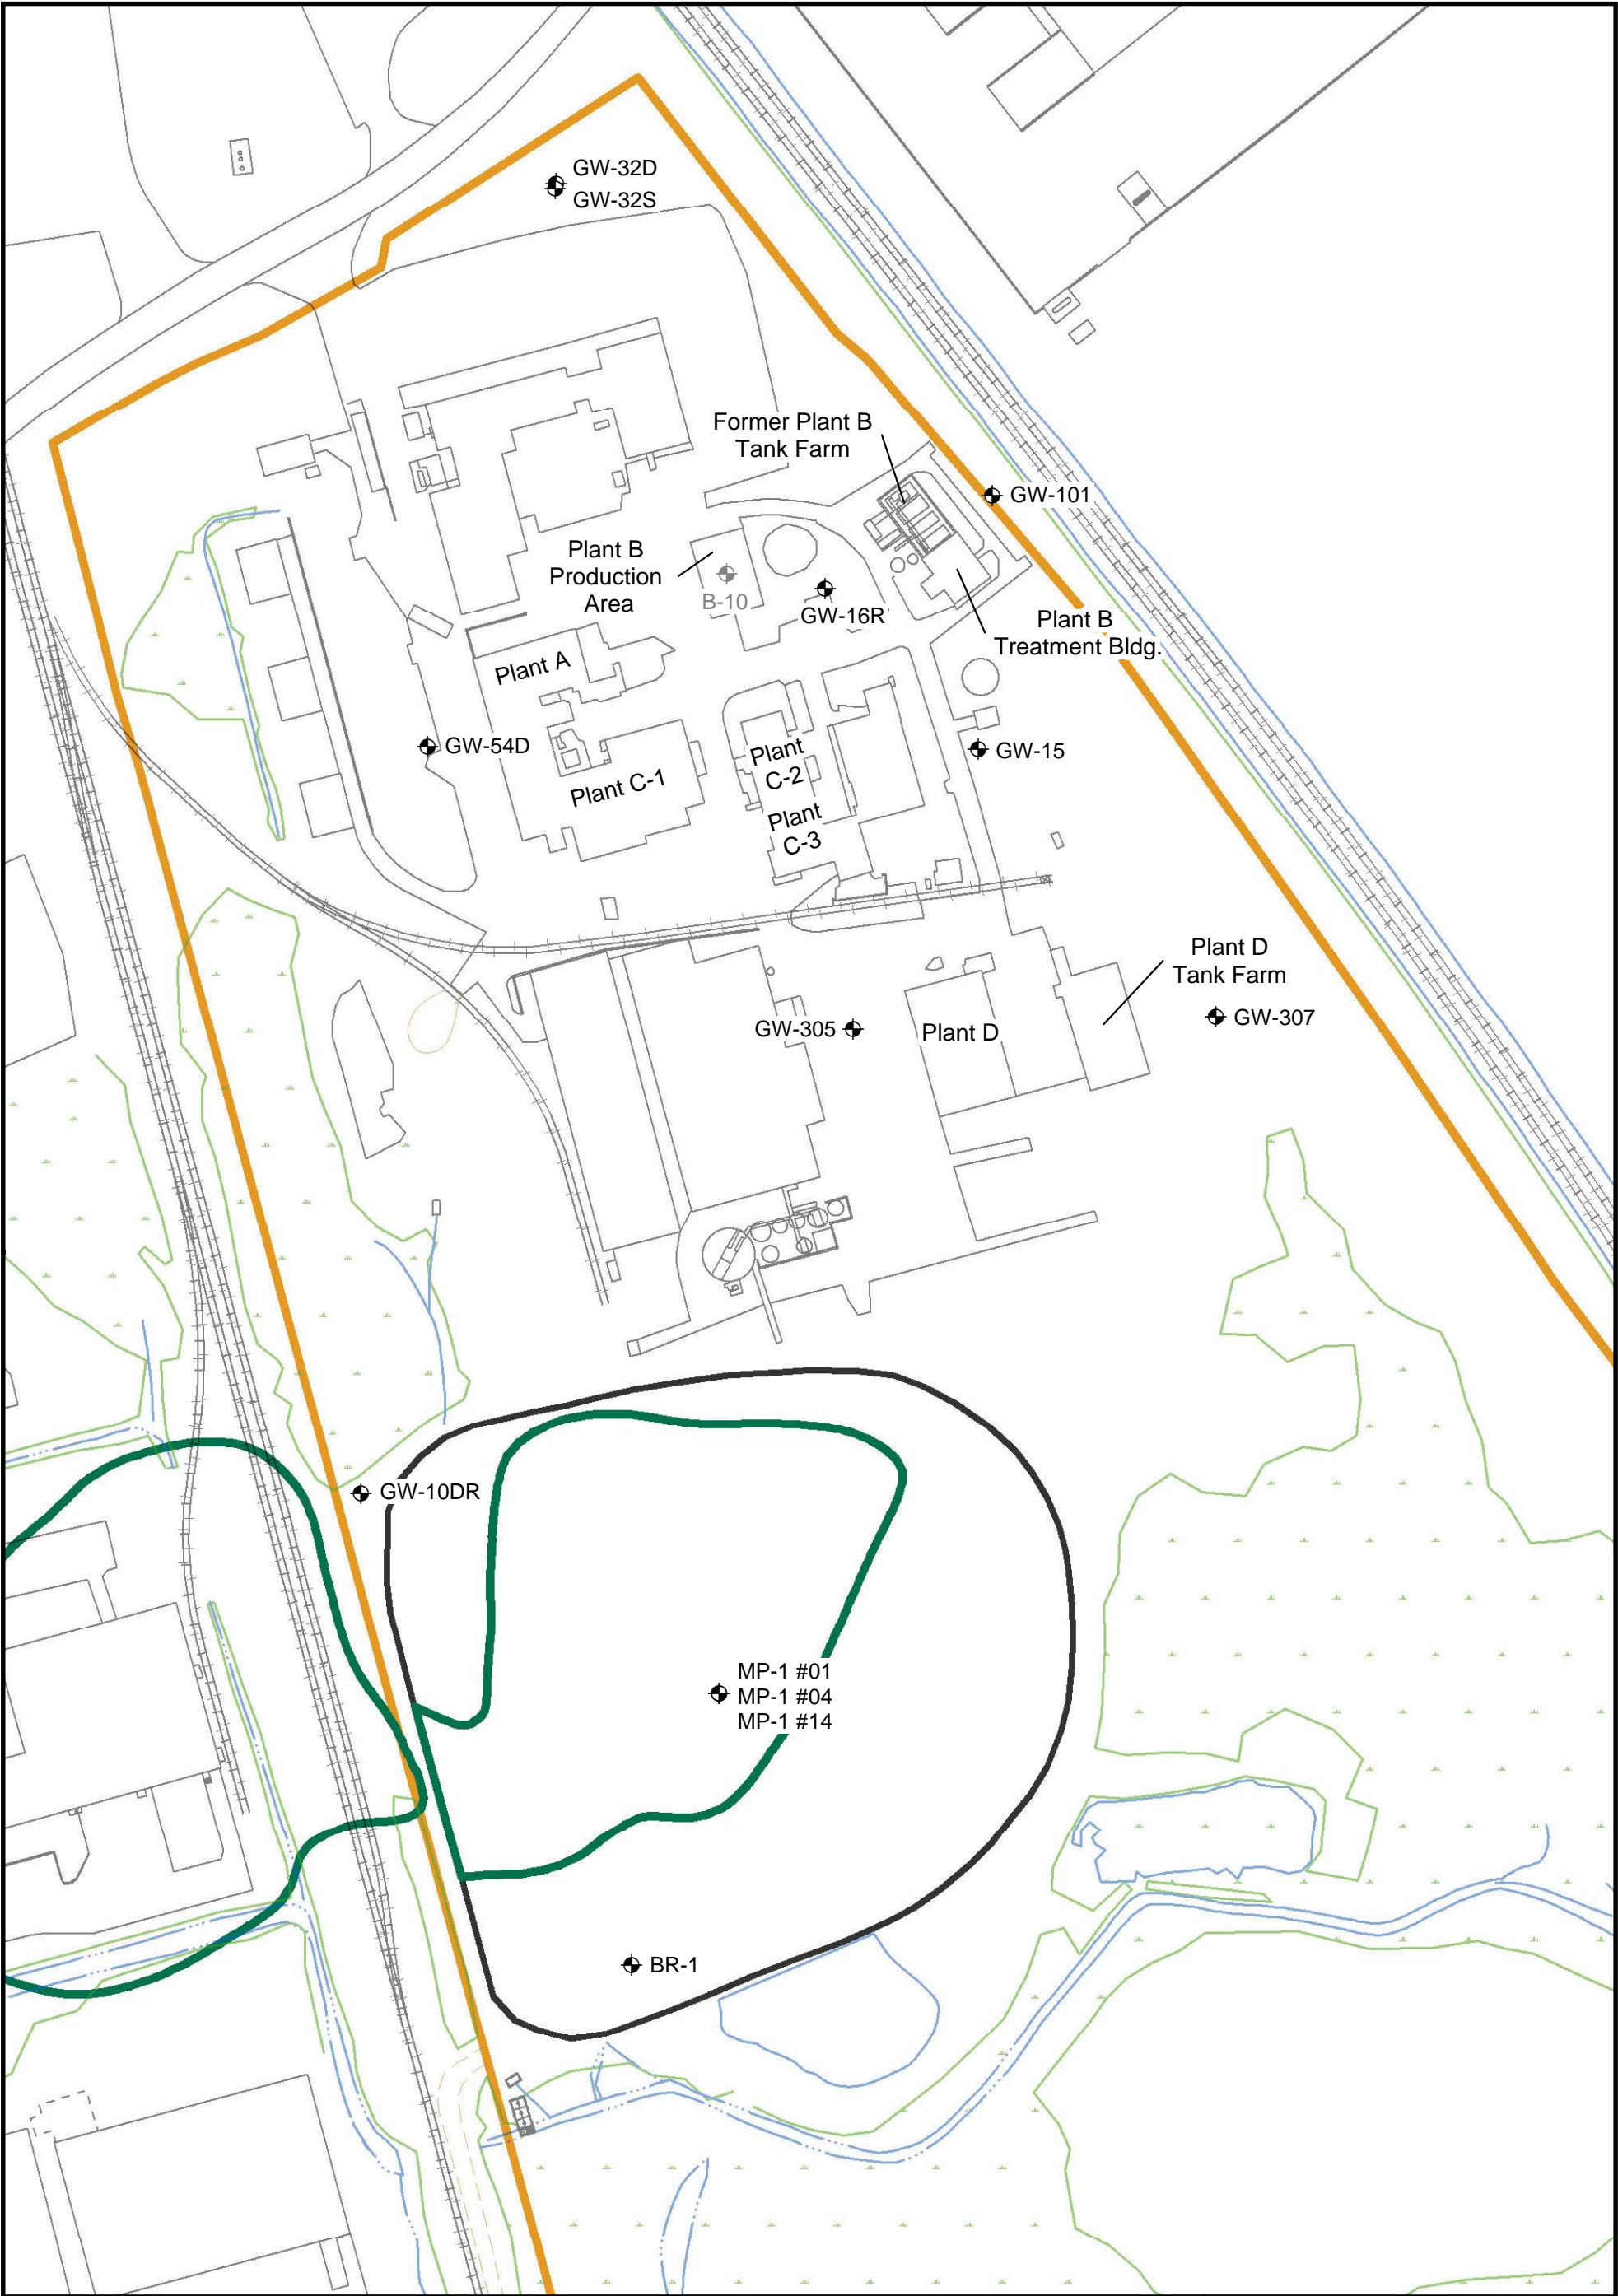 GW-32D
GW-32S
Former Plant B
Tank Farm
GW-101
Plant B
Production
Area
B-10
GW-16R
Plant B
Treatment Bldg.
Plant A
GW-54D
Plant C-1
Plant
C-2
GW-15
Plant
C-3
Plant D
Tank Farm
GW-307
GW-305
Plant D
GW-10DR
MP-1 #01
MP-1 #04
MP-1 #14
BR-1